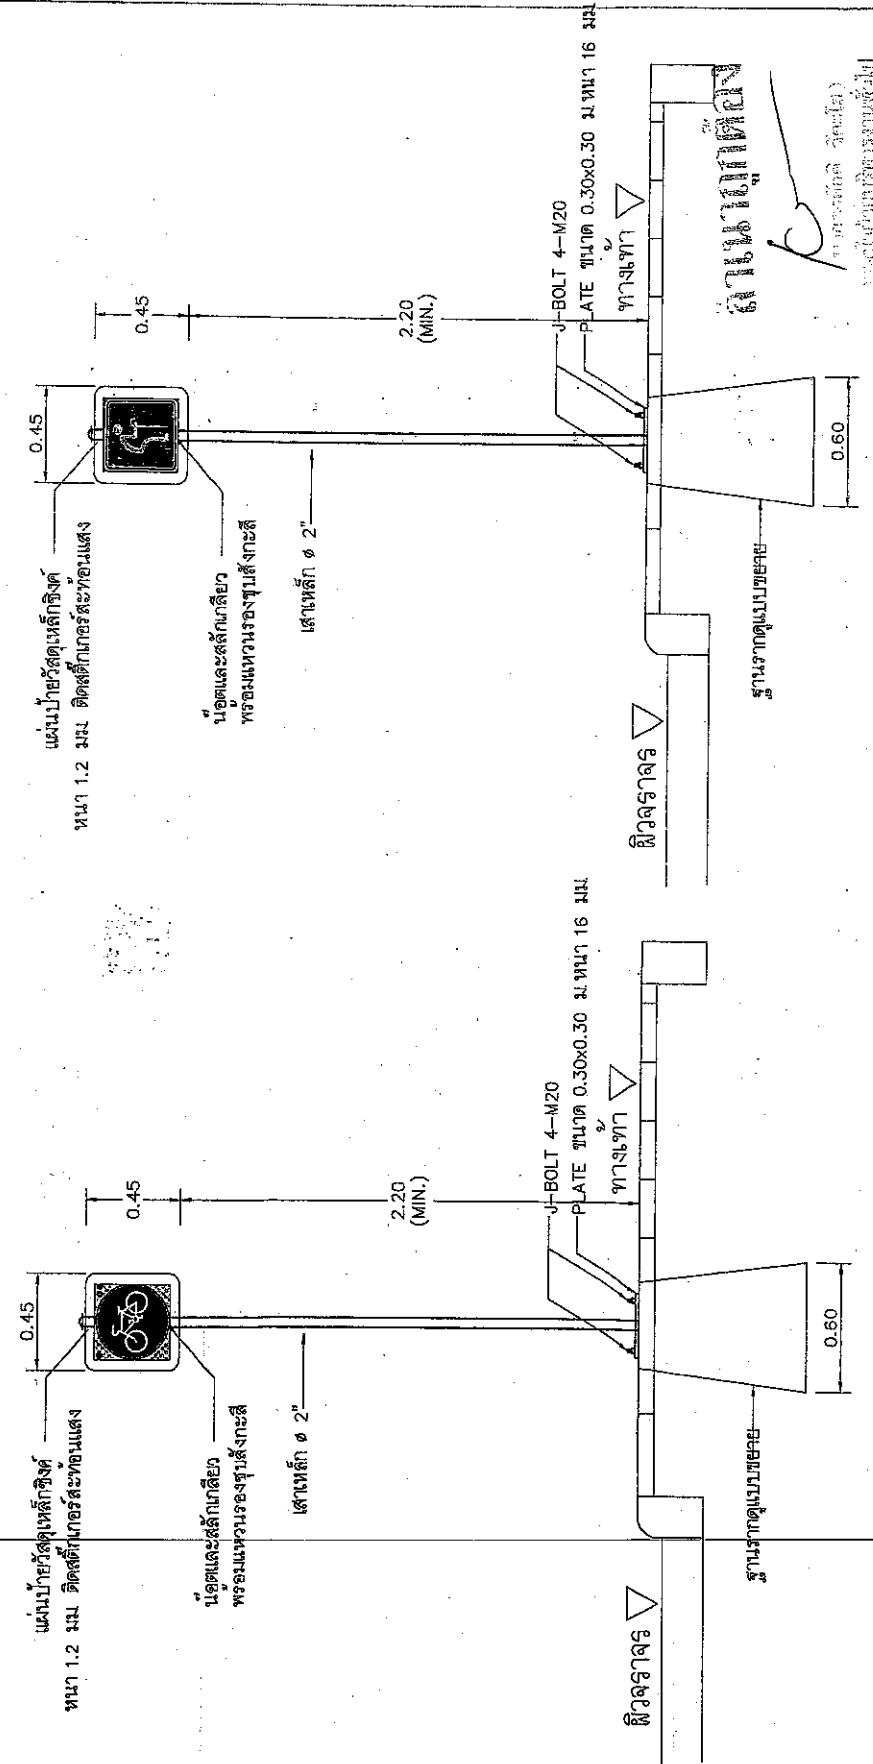 แผ่นป้ายวัสดุเหล็กซิงค์
หนา 1.2 มม. ติดสติ๊กเกอร์สะท้อนแสง
0.45
0.45
น๊อตและสลักเกลียว
พร้อมแหวนรองชุบสังกะสี
เสาเหล็ก ø 2"
2.20
(MIN.)
J-BOLT 4-M20
PLATE ขนาด 0.30x0.30 ม.หนา 16 มม.
ทางเท้า
ผิวจราจร
ฐานรากดูแบบขยาย
0.60
แผ่นป้ายวัสดุเหล็กซิงค์
หนา 1.2 มม. ติดสติ๊กเกอร์สะท้อนแสง
0.45
0.45
น๊อตและสลักเกลียว
พร้อมแหวนรองชุบสังกะสี
เสาเหล็ก ø 2"
2.20
(MIN.)
J-BOLT 4-M20
PLATE ขนาด 0.30x0.30 ม.หนา 16 มม.
ทางเท้า
ผิวจราจร
ฐานรากดูแบบขยาย
0.60
สำเนาถูกต้อง